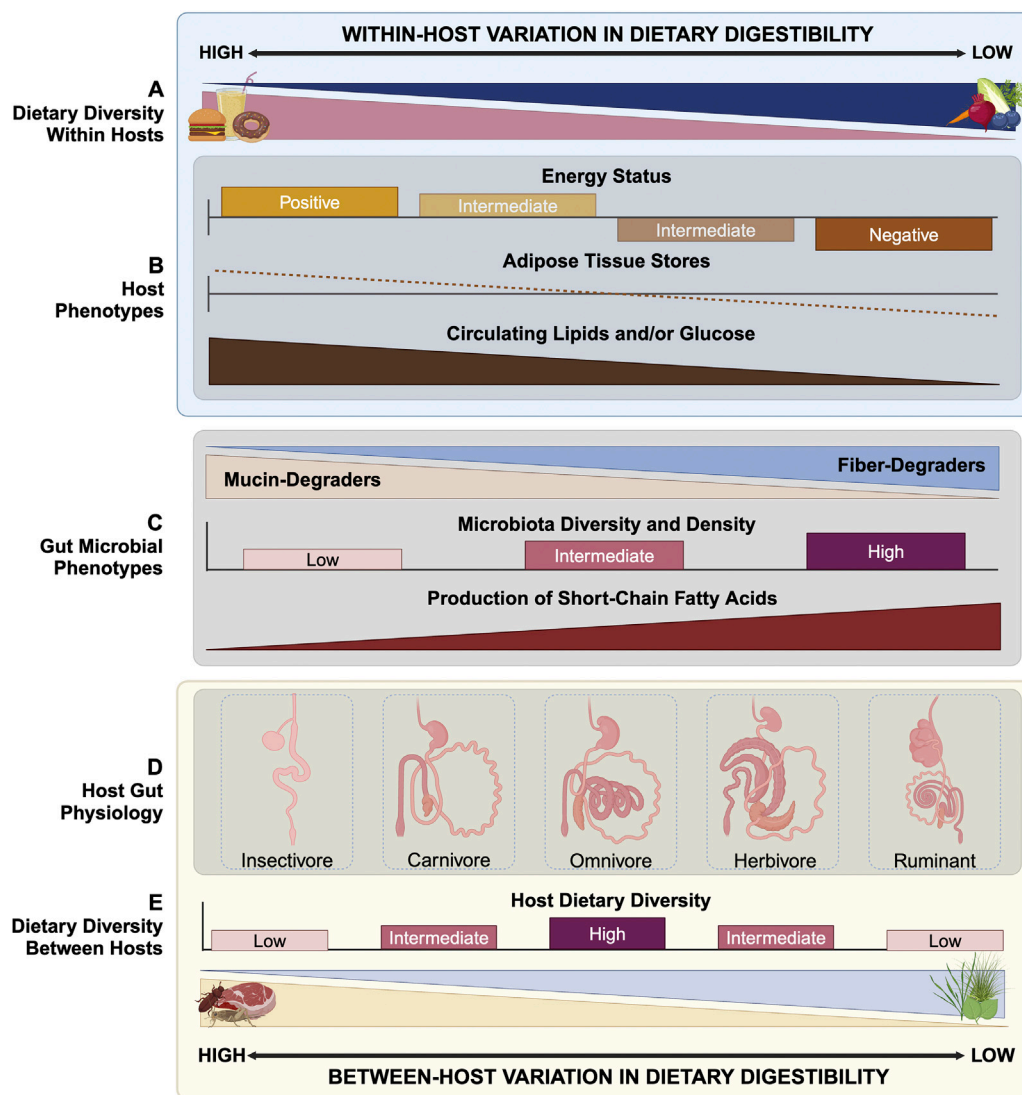 WITHIN-HOST VARIATION IN DIETARY DIGESTIBILITY
HIGH
LOW
A
Dietary Diversity
Within Hosts
Energy Status
Positive
Intermediate
Intermediate
Negative
B
Host
Phenotypes
Adipose Tissue Stores
Circulating Lipids and/or Glucose
Mucin-Degraders
Fiber-Degraders
C
Gut Microbial
Phenotypes
Microbiota Diversity and Density
Low
Intermediate
High
Production of Short-Chain Fatty Acids
D
Host Gut
Physiology
Insectivore
Carnivore
Omnivore
Herbivore
Ruminant
E
Dietary Diversity
Between Hosts
Host Dietary Diversity
Low
Intermediate
High
Intermediate
Low
HIGH
LOW
BETWEEN-HOST VARIATION IN DIETARY DIGESTIBILITY